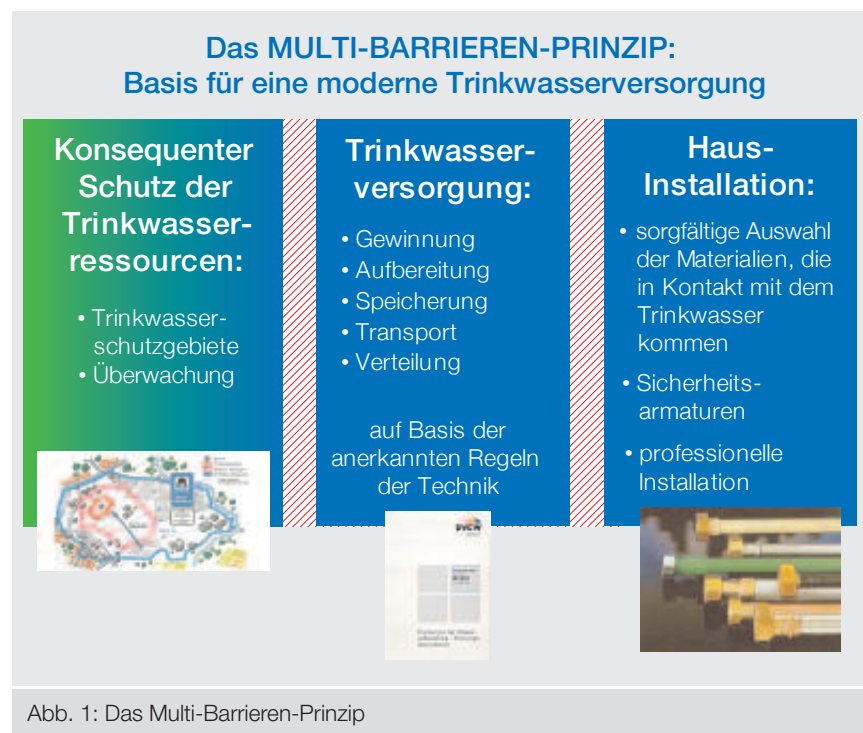 Das MULTI-BARRIEREN-PRINZIP:
Basis für eine moderne Trinkwasserversorgung
Konsequenter
Schutz der
Trinkwasser-
ressourcen:
• Trinkwasser-
schutzgebiete
• Überwachung
Trinkwasser-
versorgung:
• Gewinnung
• Aufbereitung
• Speicherung
• Transport
• Verteilung
auf Basis der
anerkannten Regeln
der Technik
Haus-
Installation:
• sorgfältige Auswahl
der Materialien, die
in Kontakt mit dem
Trinkwasser
kommen
• Sicherheits-
armaturen
• professionelle
Installation
Abb. 1: Das Multi-Barrieren-Prinzip